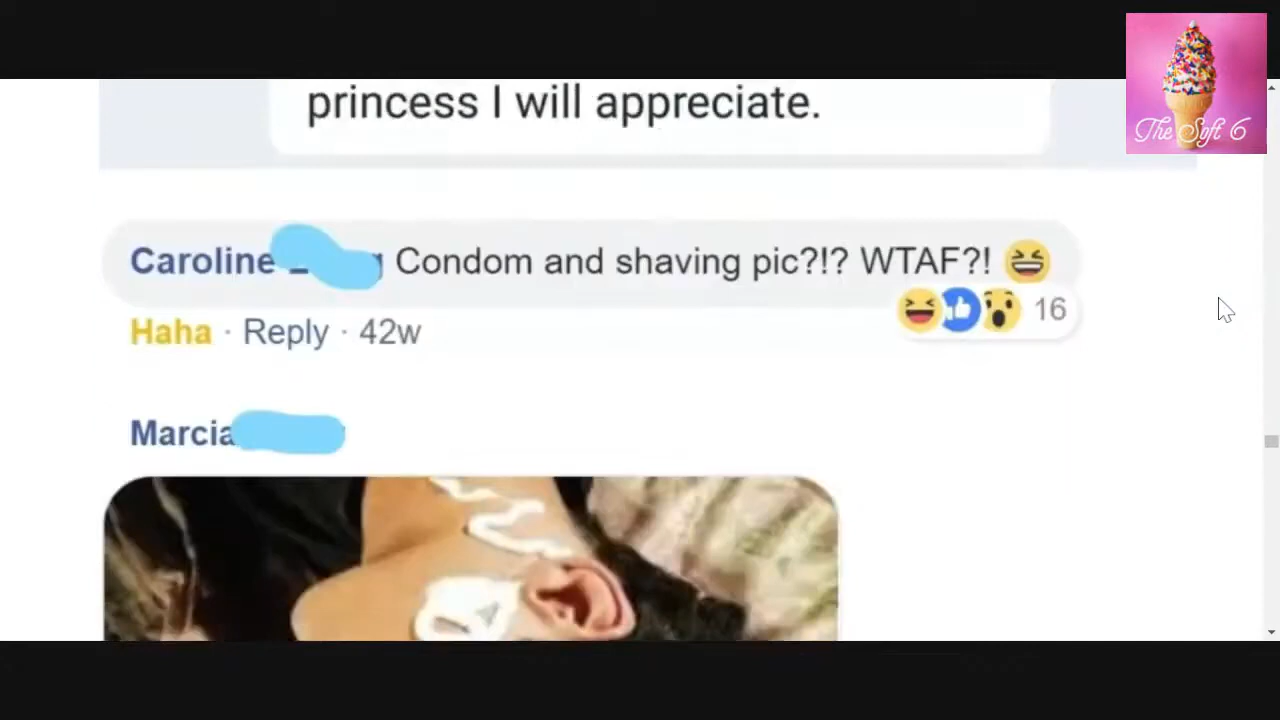 princess I will appreciate.
The Soft 6
Caroline Condom and shaving pic?!? WTAF?!
16
Haha · Reply · 42w
Marcia